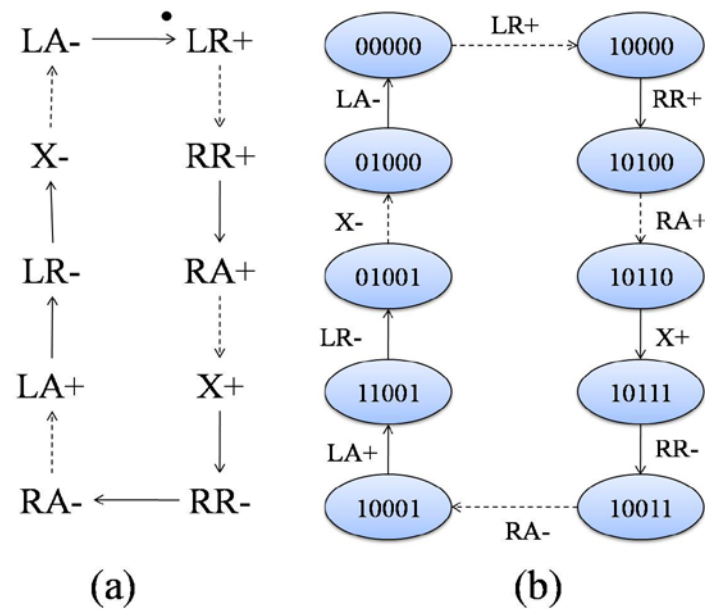 LA- LR+
X- RR+
LR- RA+
LA+ X+
RA- RR-
(a)
00000 LR+ 10000
LA- RR+
01000 10100
X- RA+
01001 10110
LR- X+
11001 10111
LA+ RR-
10001 RA- 10011
(b)